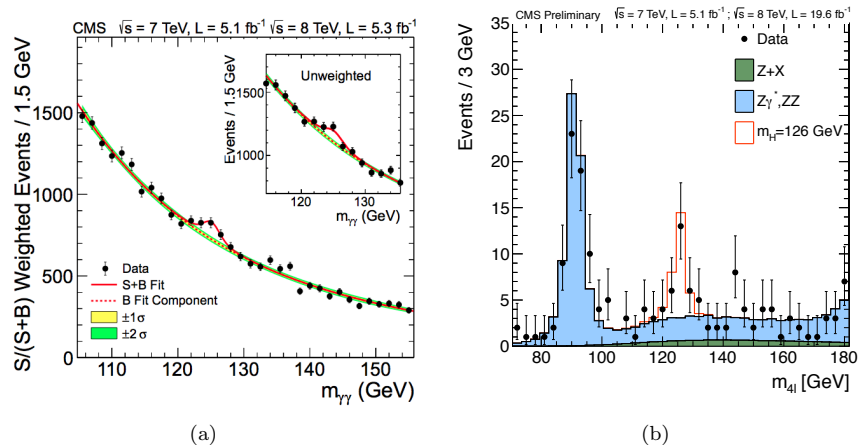 CMS √s = 7 TeV, L = 5.1 fb⁻¹ √s = 8 TeV, L = 5.3 fb⁻¹
S/(S+B) Weighted Events / 1.5 GeV
1500
1000
500
0
110 120 130 140 150
m_γγ (GeV)
Data
S+B Fit
B Fit Component
±1σ
±2 σ
Unweighted
Events / 1.5 GeV
1500
1000
120 130
m_γγ (GeV)
(a)
CMS Preliminary √s = 7 TeV, L = 5.1 fb⁻¹ ; √s = 8 TeV, L = 19.6 fb⁻¹
Events / 3 GeV
35
30
25
20
15
10
5
0
80 100 120 140 160 180
m_4l [GeV]
Data
Z+X
Zγ*,ZZ
m_H=126 GeV
(b)